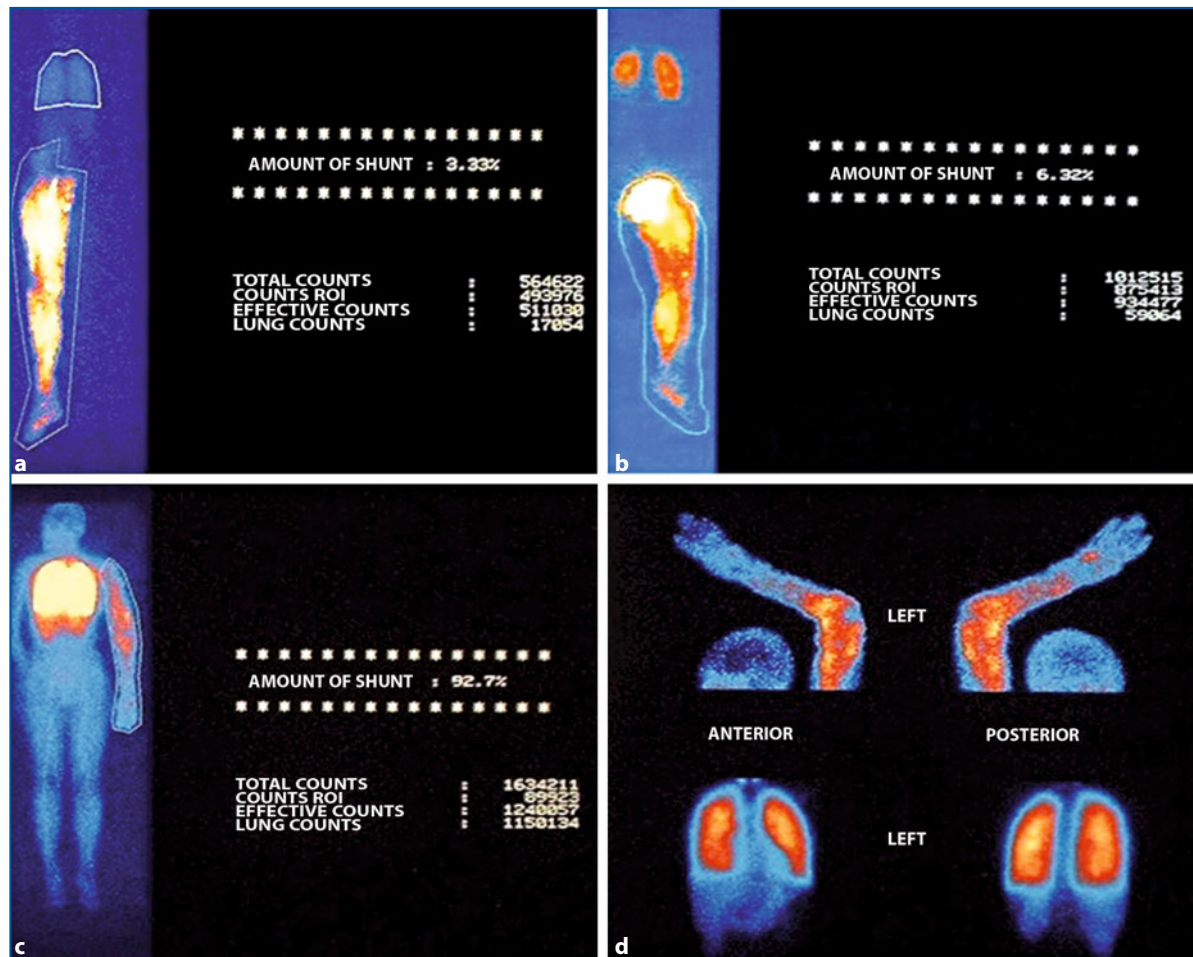 * * * * * * * * * * * * * * *
AMOUNT OF SHUNT : 3.33%
* * * * * * * * * * * * * * *
TOTAL COUNTS : 564622
COUNTS ROI : 493976
EFFECTIVE COUNTS : 511030
LUNG COUNTS : 17054
a
* * * * * * * * * * * * * * *
AMOUNT OF SHUNT : 6.32%
* * * * * * * * * * * * * * *
TOTAL COUNTS : 1012515
COUNTS ROI : 875413
EFFECTIVE COUNTS : 934477
LUNG COUNTS : 59064
b
* * * * * * * * * * * * * * *
AMOUNT OF SHUNT : 92.7%
* * * * * * * * * * * * * * *
TOTAL COUNTS : 1634211
COUNTS ROI : 89923
EFFECTIVE COUNTS : 1240057
LUNG COUNTS : 1150134
c
LEFT
ANTERIOR POSTERIOR
LEFT
d